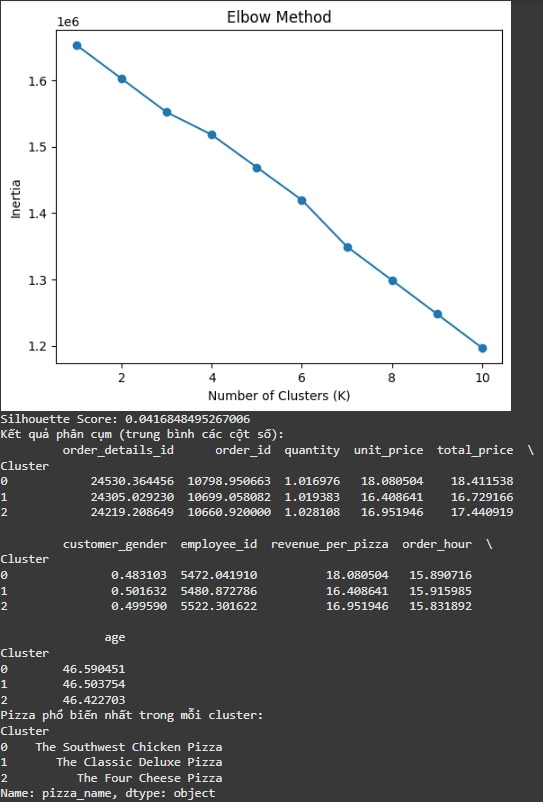 Elbow Method
1e6
1.6
1.5
1.4
1.3
1.2
Inertia
2 4 6 8 10
Number of Clusters (K)
Silhouette Score: 0.0416848495267006
Kết quả phân cụm (trung bình các cột số):
order_details_id order_id quantity unit_price total_price \
Cluster
0 24530.364456 10798.950663 1.016976 18.080504 18.411538
1 24305.029230 10699.058082 1.019383 16.408641 16.729166
2 24219.208649 10660.920000 1.028108 16.951946 17.440919
customer_gender employee_id revenue_per_pizza order_hour \
Cluster
0 0.483103 5472.041910 18.080504 15.890716
1 0.501632 5480.872786 16.408641 15.915985
2 0.499590 5522.301622 16.951946 15.831892
age
Cluster
0 46.590451
1 46.503754
2 46.422703
Pizza phổ biến nhất trong mỗi cluster:
Cluster
0 The Southwest Chicken Pizza
1 The Classic Deluxe Pizza
2 The Four Cheese Pizza
Name: pizza_name, dtype: object